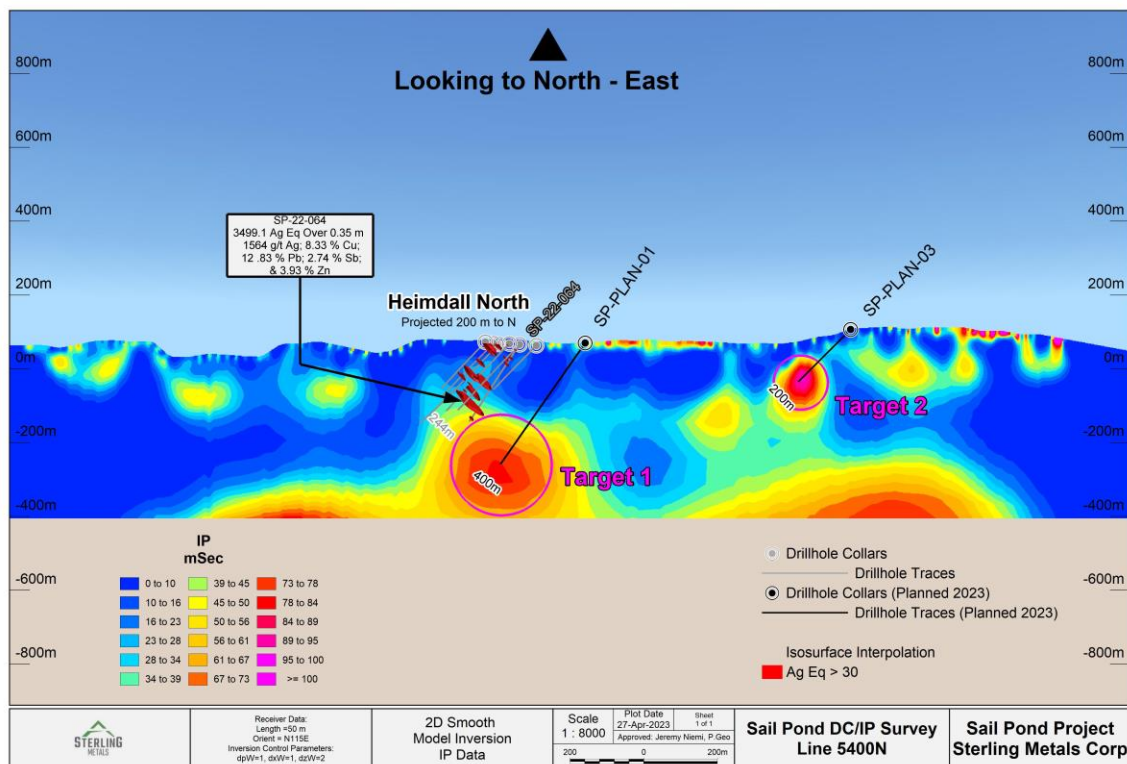 Looking to North - East
800m
800m
600m
600m
400m
400m
200m
200m
0m
0m
-200m
-200m
-400m
-400m
-600m
-600m
-800m
-800m
SP-22-064
3499.1 Ag Eq Over 0.35 m
1564 g/t Ag; 8.33 % Cu;
12 .83 % Pb; 2.74 % Sb;
& 3.93 % Zn
Heimdall North
Projected 200 m to N
SP-22-064
SP-PLAN-01
SP-PLAN-03
244m
400m
Target 1
200m
Target 2
IP
mSec
0 to 10
10 to 16
16 to 23
23 to 28
28 to 34
34 to 39
39 to 45
45 to 50
50 to 56
56 to 61
61 to 67
67 to 73
73 to 78
78 to 84
84 to 89
89 to 95
95 to 100
>= 100
Drillhole Collars
Drillhole Traces
Drillhole Collars (Planned 2023)
Drillhole Traces (Planned 2023)
Isosurface Interpolation
Ag Eq > 30
STERLING
METALS
Receiver Data:
Length =50 m
Orient = N115E
Inversion Control Parameters:
dpW=1, dxW=1, dzW=2
2D Smooth
Model Inversion
IP Data
Scale
1 : 8000
Plot Date
27-Apr-2023
Sheet
1 of 1
Approved: Jeremy Niemi, P.Geo
200
0
200m
Sail Pond DC/IP Survey
Line 5400N
Sail Pond Project
Sterling Metals Corp